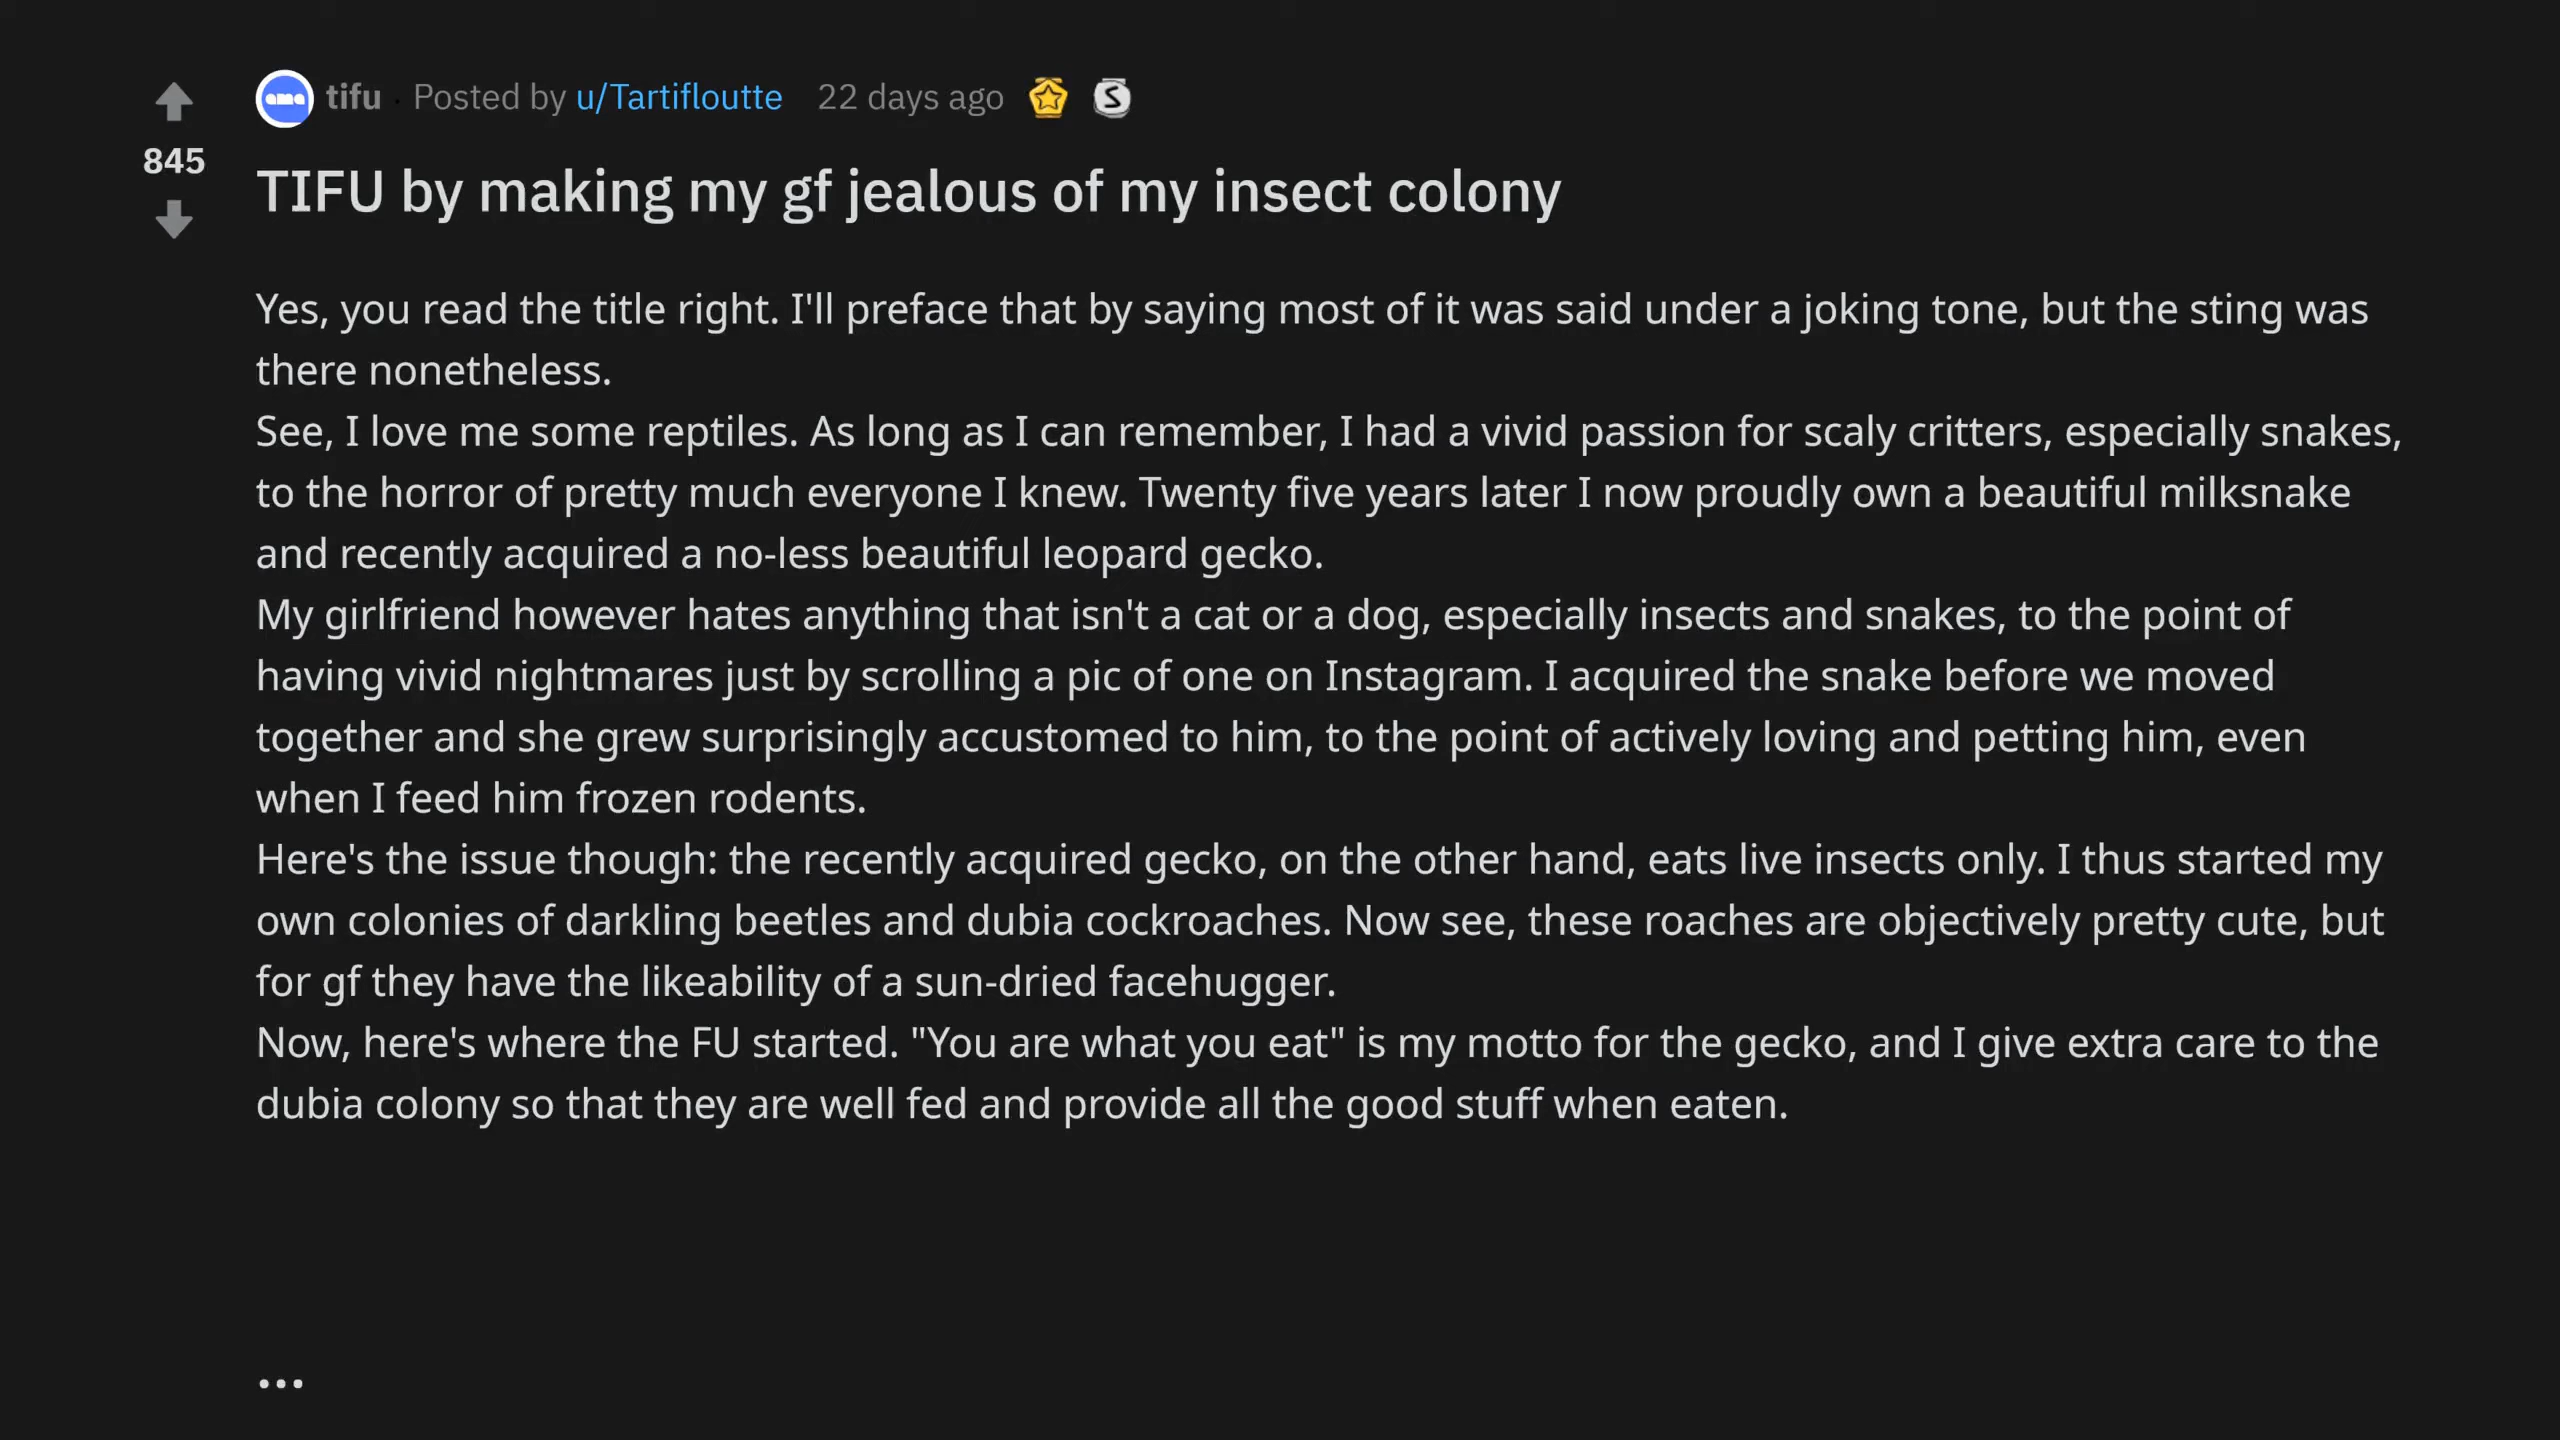 tifu · Posted by u/Tartifloutte 22 days ago
845
TIFU by making my gf jealous of my insect colony
Yes, you read the title right. I'll preface that by saying most of it was said under a joking tone, but the sting was
there nonetheless.
See, I love me some reptiles. As long as I can remember, I had a vivid passion for scaly critters, especially snakes,
to the horror of pretty much everyone I knew. Twenty five years later I now proudly own a beautiful milksnake
and recently acquired a no-less beautiful leopard gecko.
My girlfriend however hates anything that isn't a cat or a dog, especially insects and snakes, to the point of
having vivid nightmares just by scrolling a pic of one on Instagram. I acquired the snake before we moved
together and she grew surprisingly accustomed to him, to the point of actively loving and petting him, even
when I feed him frozen rodents.
Here's the issue though: the recently acquired gecko, on the other hand, eats live insects only. I thus started my
own colonies of darkling beetles and dubia cockroaches. Now see, these roaches are objectively pretty cute, but
for gf they have the likeability of a sun-dried facehugger.
Now, here's where the FU started. "You are what you eat" is my motto for the gecko, and I give extra care to the
dubia colony so that they are well fed and provide all the good stuff when eaten.
...